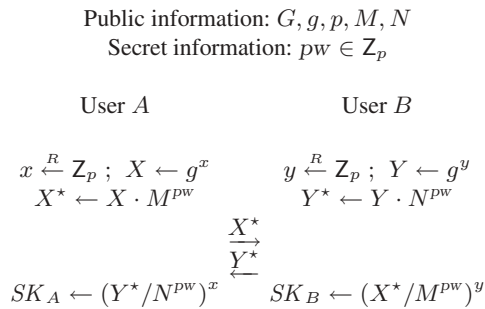 Public information: G, g, p, M, N
Secret information: pw ∈ Z_p
User A User B
x ←^R Z_p ; X ← g^x y ←^R Z_p ; Y ← g^y
X^⋆ ← X · M^{pw} Y^⋆ ← Y · N^{pw}
X^⋆
→
Y^⋆
←
SK_A ← (Y^⋆/N^{pw})^x SK_B ← (X^⋆/M^{pw})^y